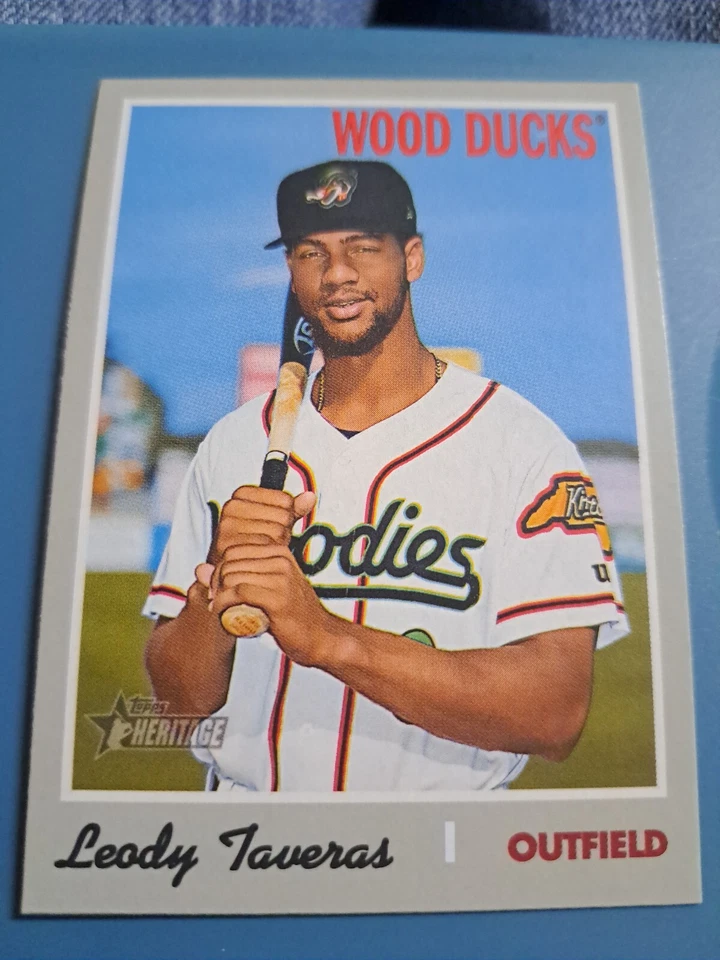 WOOD DUCKS®
oodies
topps
HERITAGE
Leody Taveras
OUTFIELD